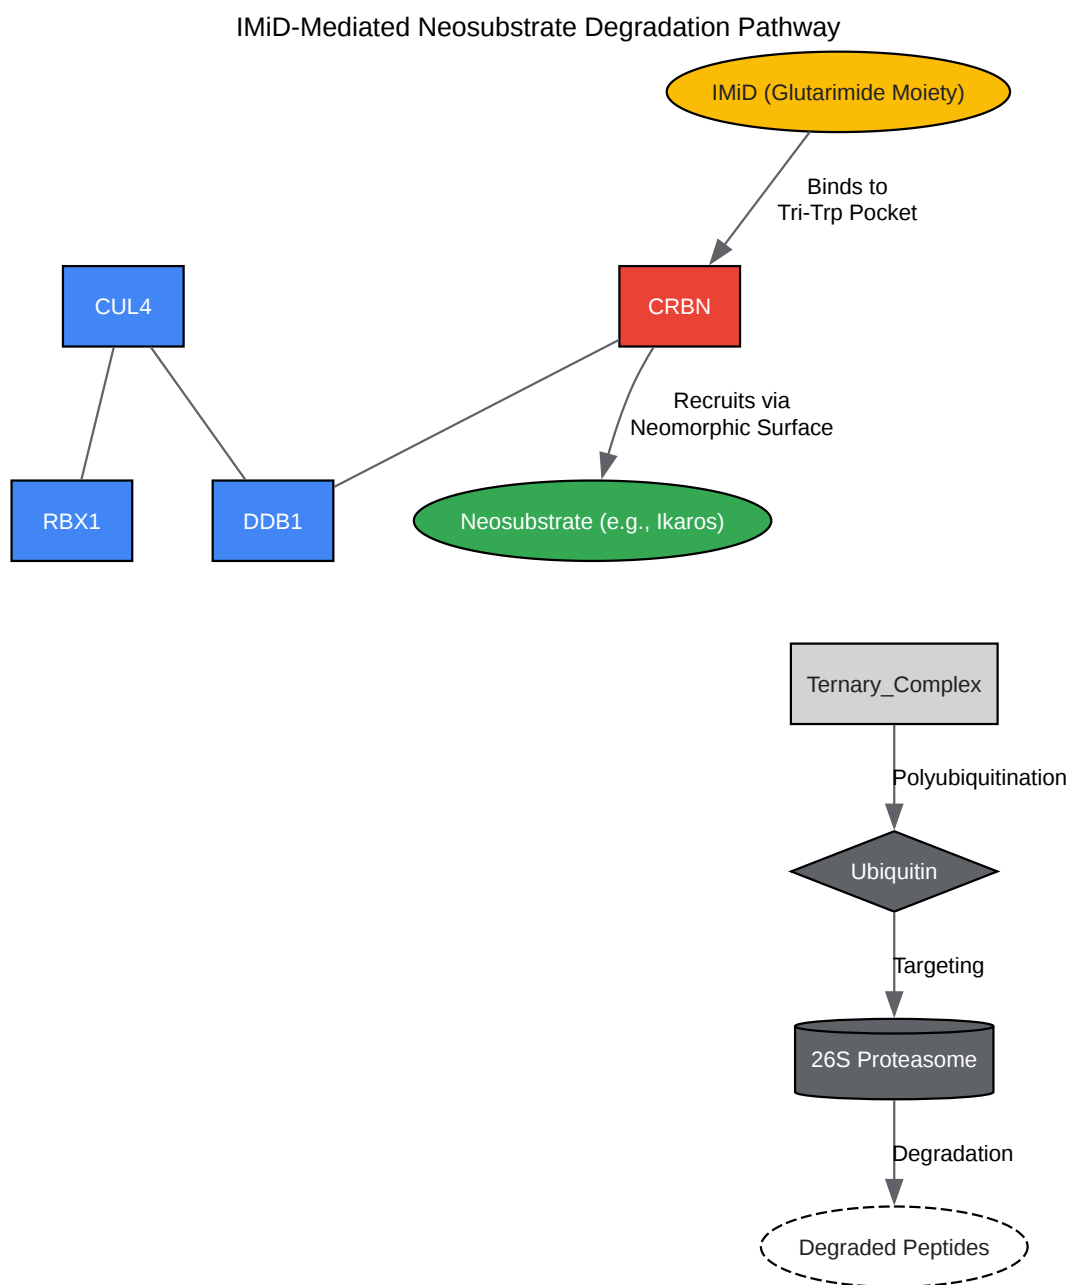 IMiD-Mediated Neosubstrate Degradation Pathway
IMiD (Glutarimide Moiety)
Binds to
Tri-Trp Pocket
CUL4
CRBN
Recruits via
Neomorphic Surface
RBX1
DDB1
Neosubstrate (e.g., Ikaros)
Ternary_Complex
Polyubiquitination
Ubiquitin
Targeting
26S Proteasome
Degradation
Degraded Peptides